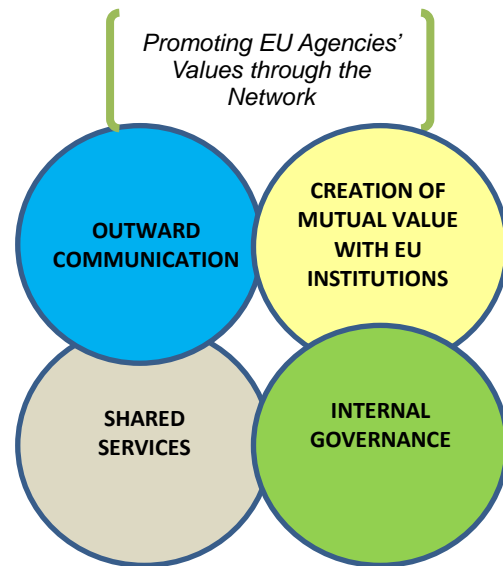 Promoting EU Agencies'
Values through the
Network
OUTWARD
COMMUNICATION
CREATION OF
MUTUAL VALUE
WITH EU
INSTITUTIONS
SHARED
SERVICES
INTERNAL
GOVERNANCE